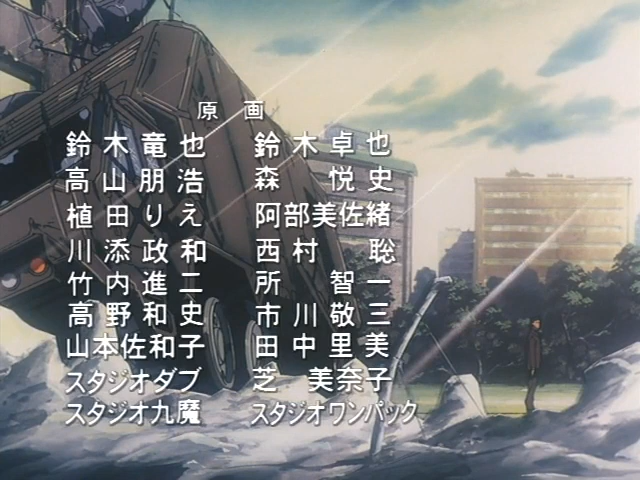 原 画
鈴木竜也 鈴木卓也
高山朋浩 森 悦史
植田りえ 阿部美佐緒
川添政和 西村 聡
竹内進二 所 智一
高野和史 市川敬三
山本佐和子 田中里美
スタジオダブ 芝 美奈子
スタジオ九魔 スタジオワンパック